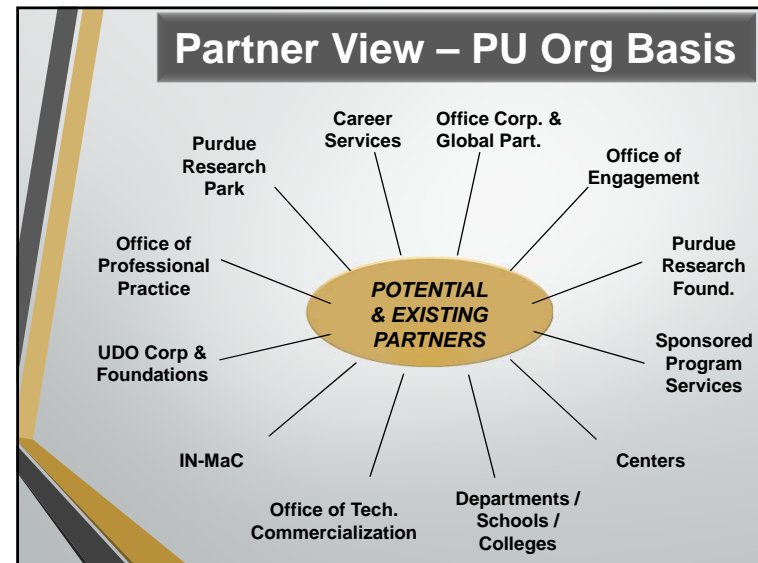 Partner View – PU Org Basis
Career
Services
Office Corp. &
Global Part.
Purdue
Research
Park
Office of
Engagement
Office of
Professional
Practice
Purdue
Research
Found.
POTENTIAL
& EXISTING
PARTNERS
UDO Corp &
Foundations
Sponsored
Program
Services
IN-MaC
Centers
Office of Tech.
Commercialization
Departments /
Schools /
Colleges